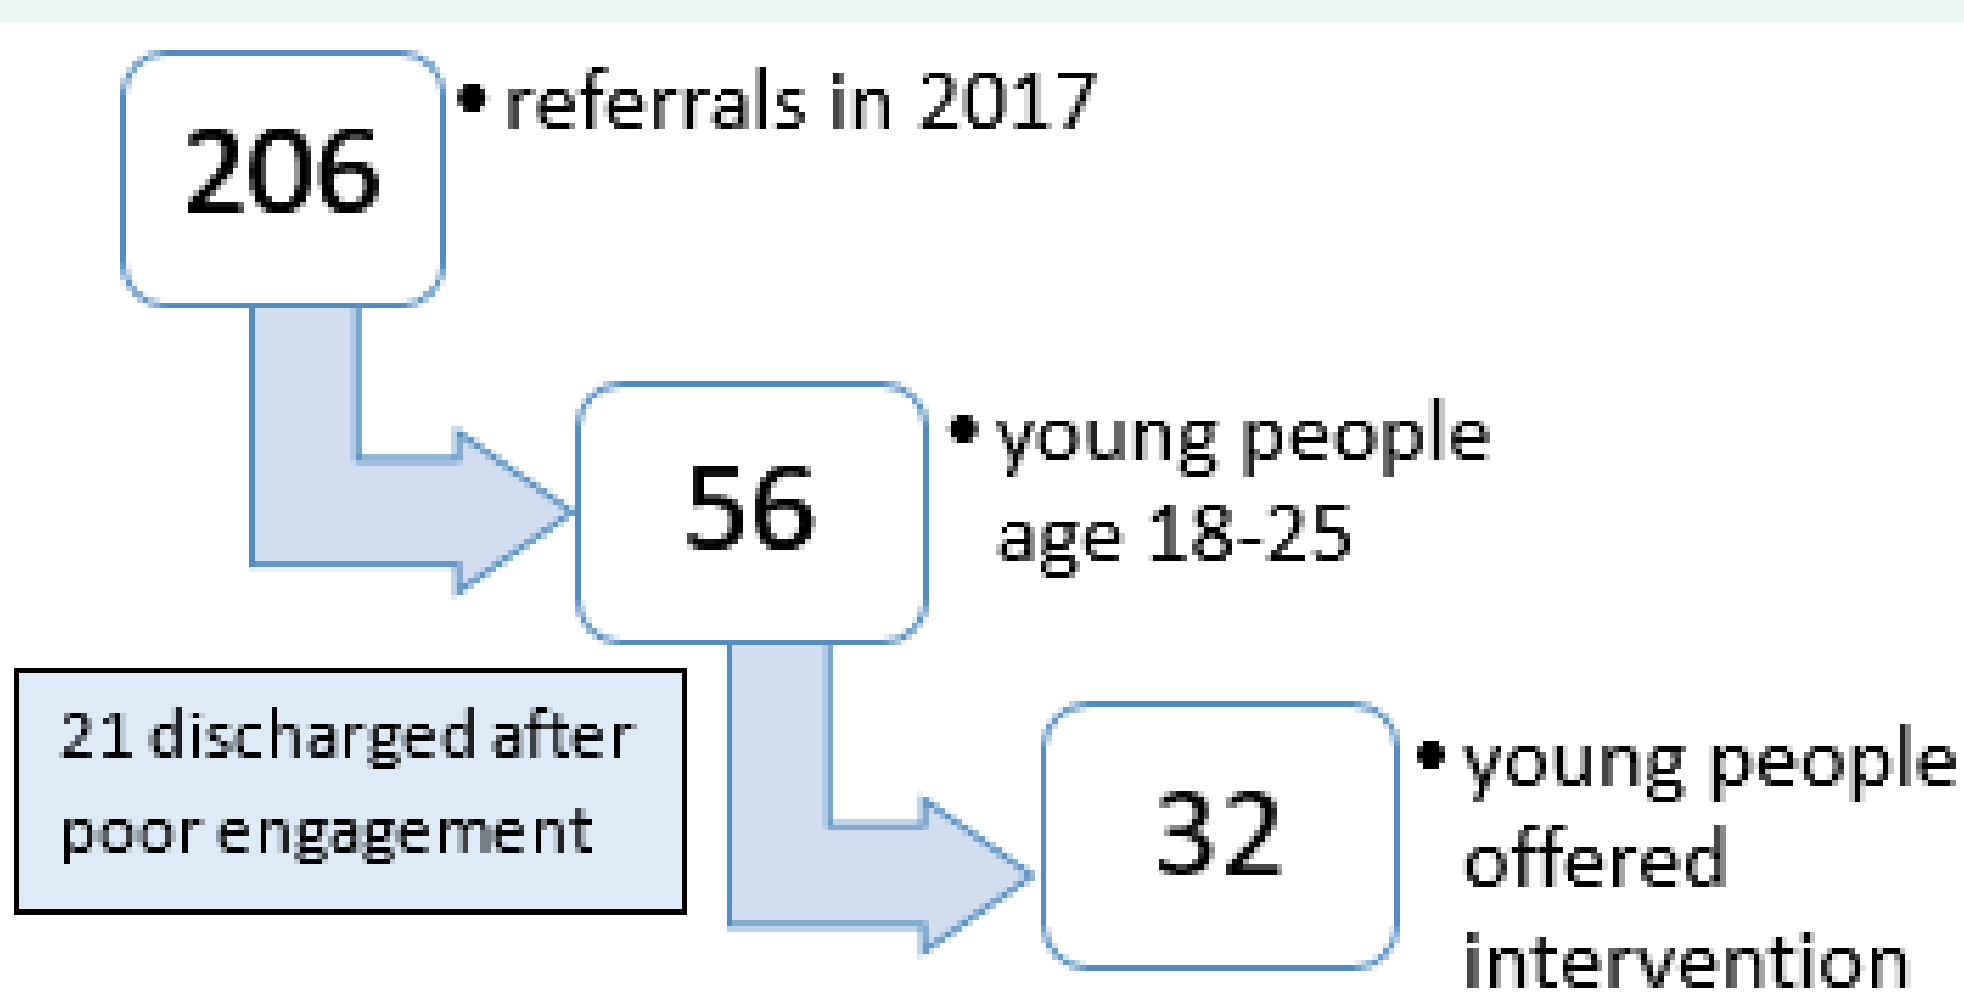 206
• referrals in 2017
56
• young people
age 18-25
21 discharged after
poor engagement
32
• young people
offered
intervention